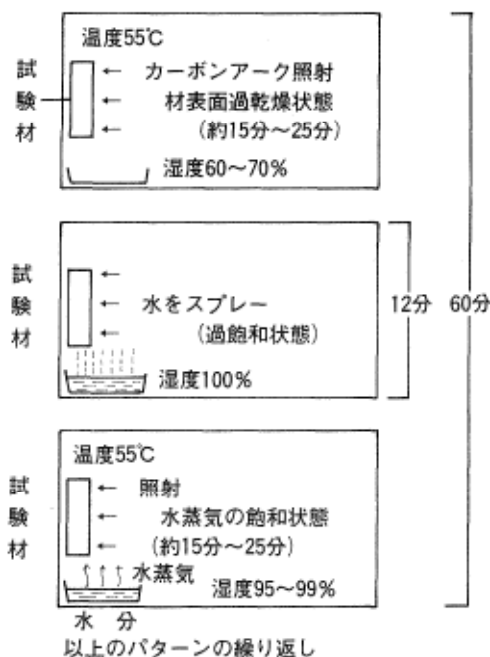 温度55℃
試験材
← カーボンアーク照射
← 材表面過乾燥状態
← (約15分～25分)
湿度60～70%
試験材
←
← 水をスプレー
← (過飽和状態)
湿度100%
12分
60分
温度55℃
試験材
← 照射
← 水蒸気の飽和状態
← (約15分～25分)
水蒸気
湿度95～99%
水分
以上のパターンの繰り返し